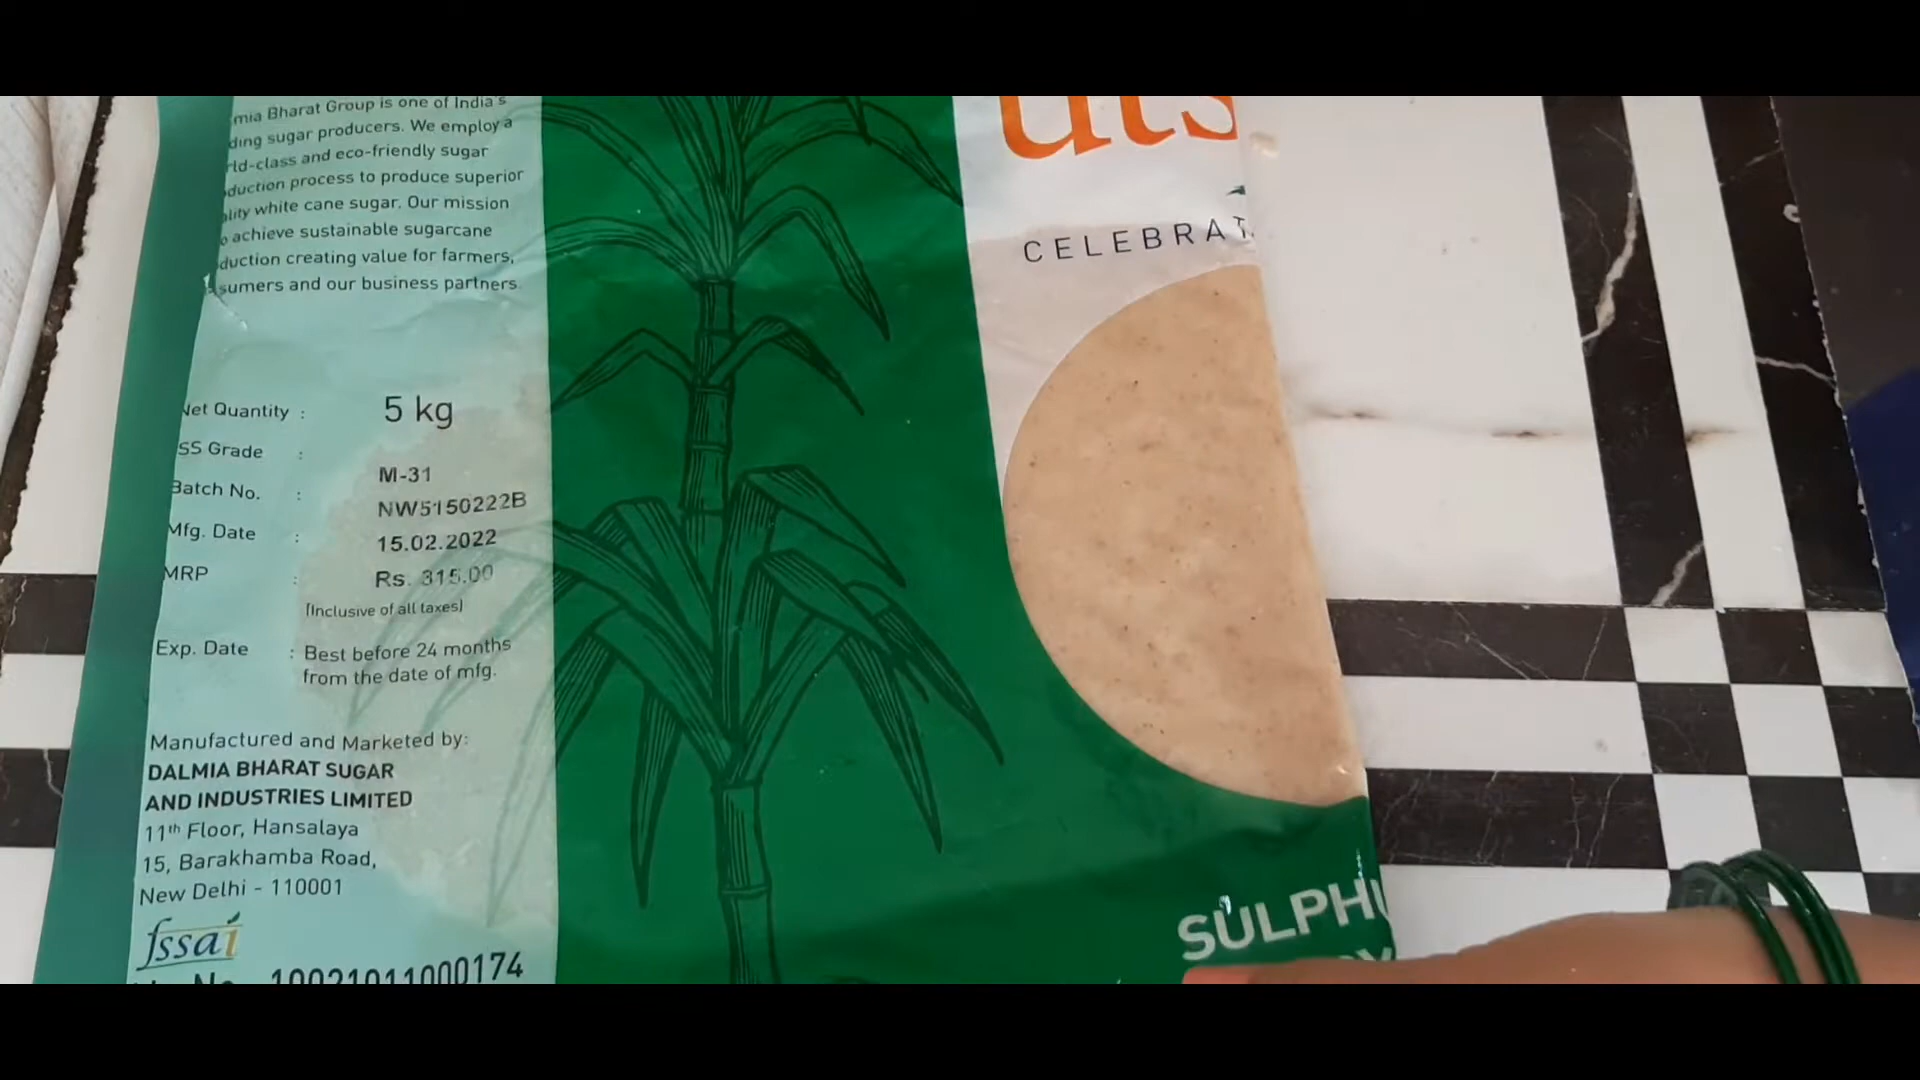 mia Bharat Group is one of India's
ding sugar producers. We employ a
rld-class and eco-friendly sugar
duction process to produce superior
ality white cane sugar. Our mission
o achieve sustainable sugarcane
duction creating value for farmers,
sumers and our business partners.
Net Quantity : 5 kg
SS Grade : M-31
Batch No. : NW5150222B
Mfg. Date : 15.02.2022
MRP : Rs. 315.00
(Inclusive of all taxes)
Exp. Date : Best before 24 months
from the date of mfg.
Manufactured and Marketed by:
DALMIA BHARAT SUGAR
AND INDUSTRIES LIMITED
11th Floor, Hansalaya
15, Barakhamba Road,
New Delhi - 110001
fssai
No. 10021011000174
uts
CELEBRAT
SULPHU